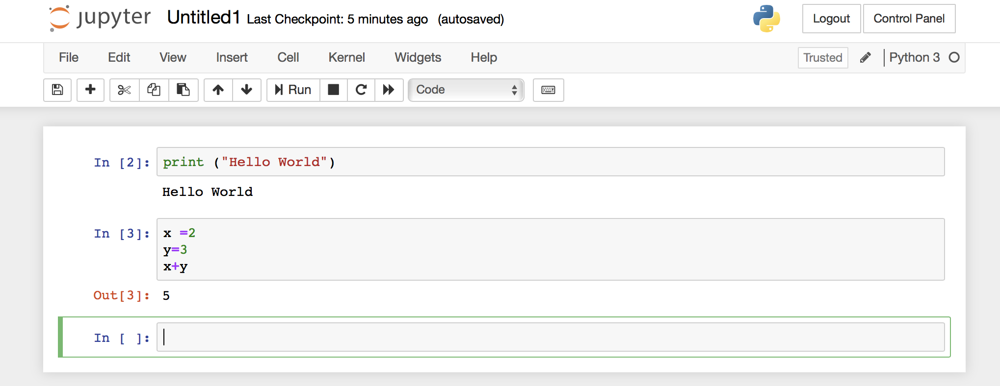 jupyter Untitled1 Last Checkpoint: 5 minutes ago (autosaved) Logout Control Panel
File Edit View Insert Cell Kernel Widgets Help Trusted Python 3
Run Code
In [2]: print ("Hello World")
Hello World
In [3]: x =2
y=3
x+y
Out[3]: 5
In [ ]: